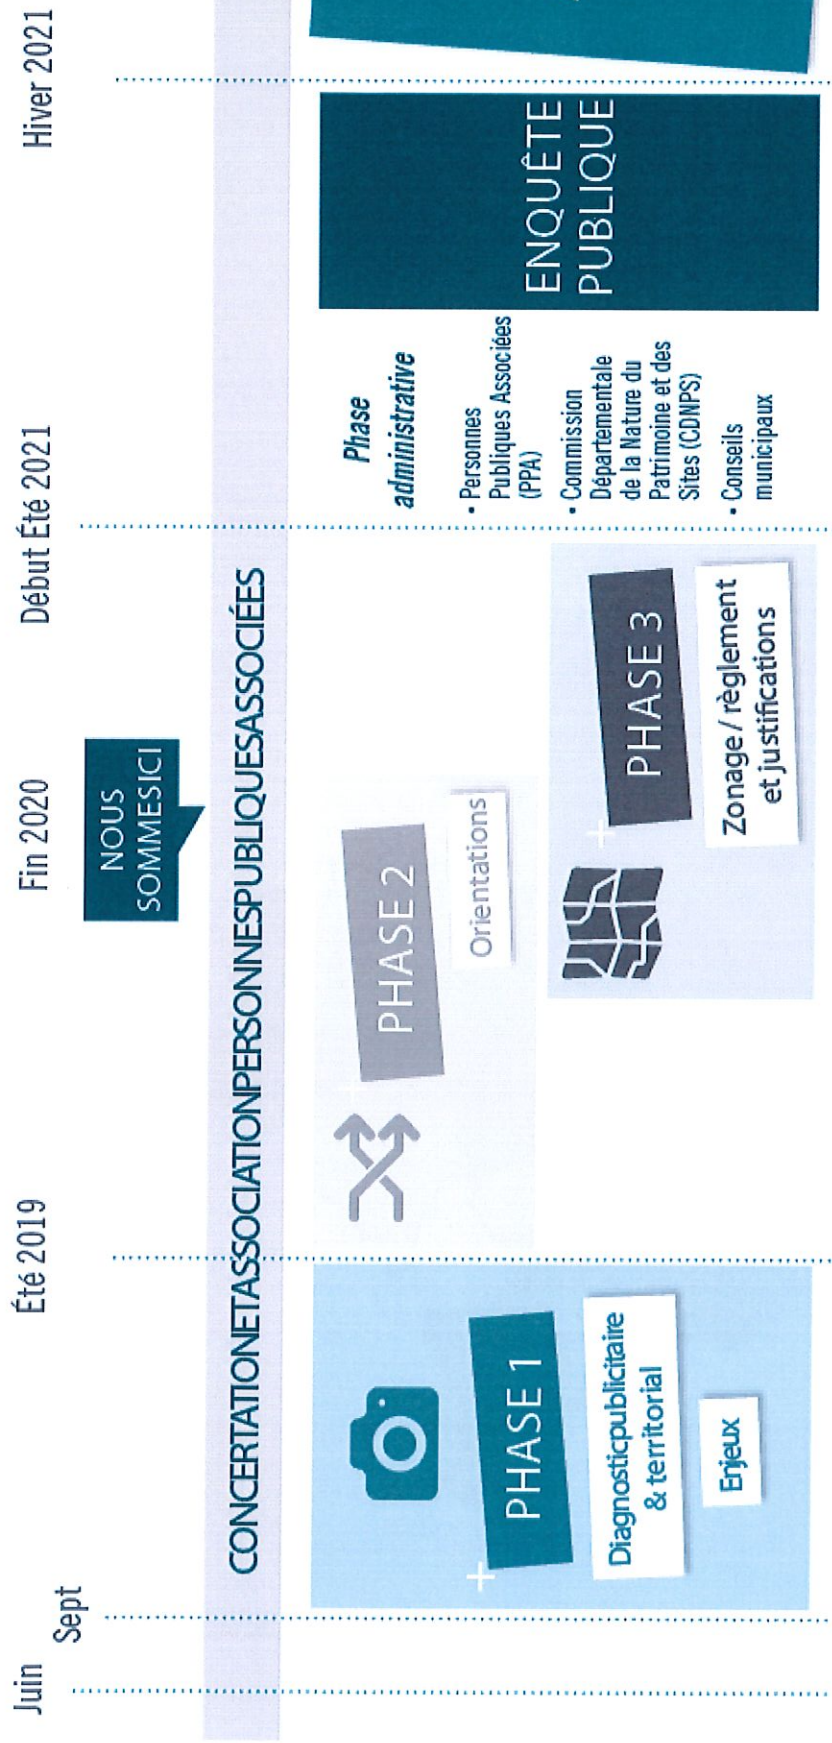 Juin
Sept
Été 2019
Fin 2020
Début Été 2021
Hiver 2021
NOUS
SOMMESICI
CONCERTATIONETASSOCIATIONPERSONNESPUBLIQUESASSOCIÉES
PHASE 1
Diagnosticpublicitaire
& territorial
Enjeux
PHASE 2
Orientations
PHASE 3
Zonage / règlement
et justifications
Phase
administrative
• Personnes
Publiques Associées
(PPA)
• Commission
Départementale
de la Nature du
Patrimoine et des
Sites (CDNPS)
• Conseils
municipaux
ENQUÊTE
PUBLIQUE